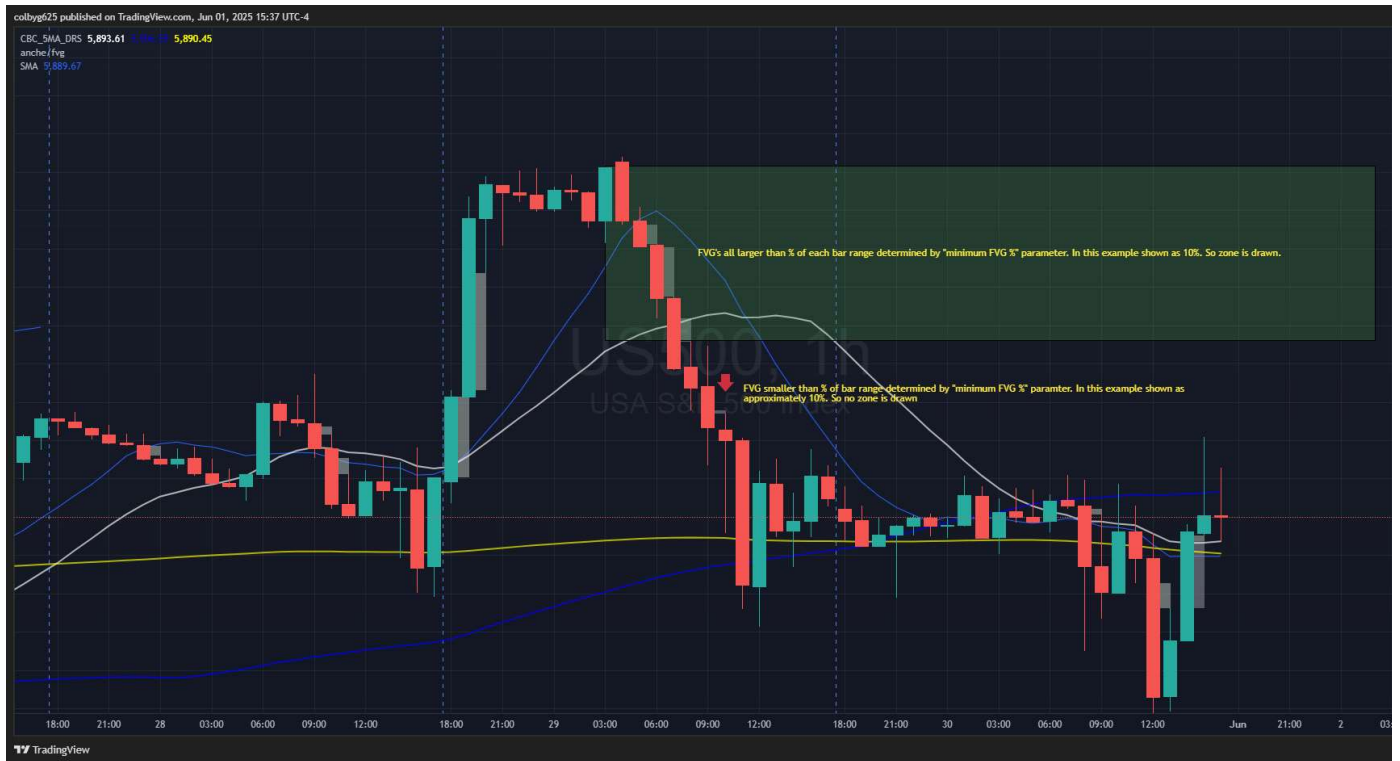 colbyg625 published on TradingView.com, Jun 01, 2025 15:37 UTC-4
CBC_5MA_DRS 5,893.61 5,890.45
anche/fvg
SMA 5,889.67
FVG's all larger than % of each bar range determined by "minimum FVG %" parameter. In this example shown as 10%. So zone is drawn.
US500, 1h
USA S&P 500 Index
FVG smaller than % of bar range determined by "minimum FVG %" paramter. In this example shown as
approximately 10%. So no zone is drawn
18:00 21:00 28 03:00 06:00 09:00 12:00 18:00 21:00 29 03:00 06:00 09:00 12:00 18:00 21:00 30 03:00 06:00 09:00 12:00 Jun 21:00 2 03:
TradingView